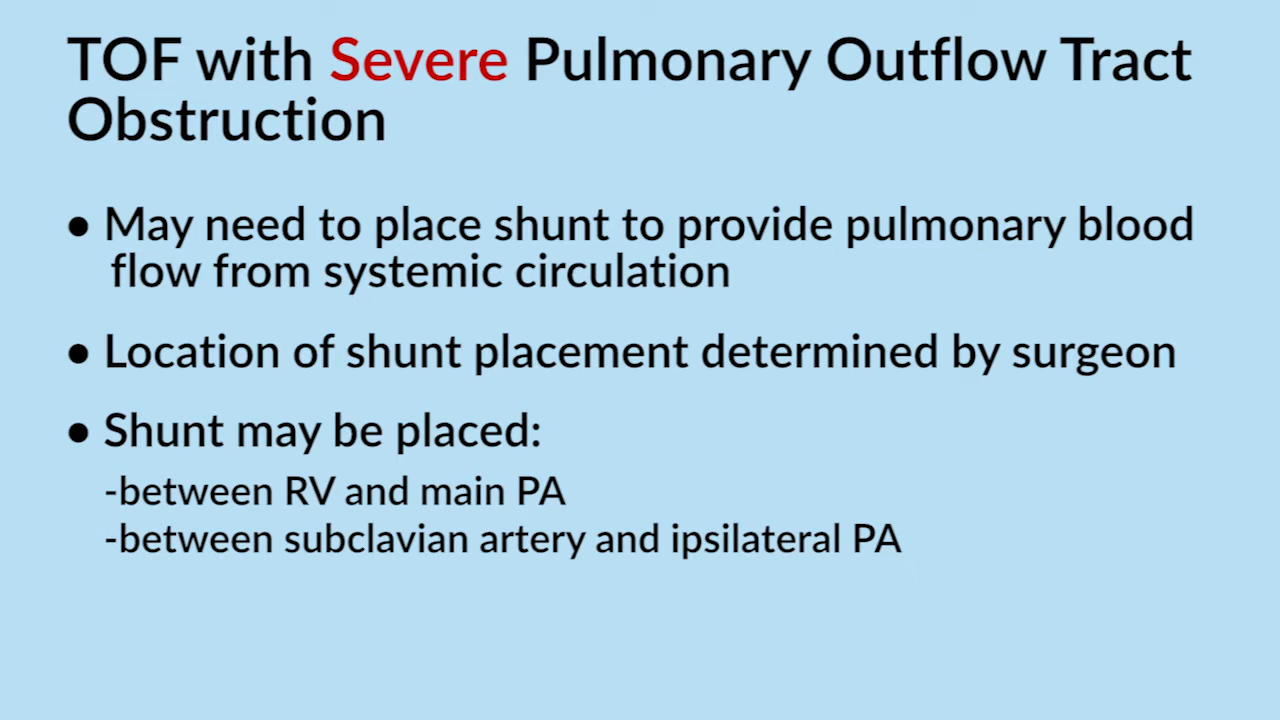 TOF with Severe Pulmonary Outflow Tract
Obstruction
• May need to place shunt to provide pulmonary blood
flow from systemic circulation
• Location of shunt placement determined by surgeon
• Shunt may be placed:
-between RV and main PA
-between subclavian artery and ipsilateral PA